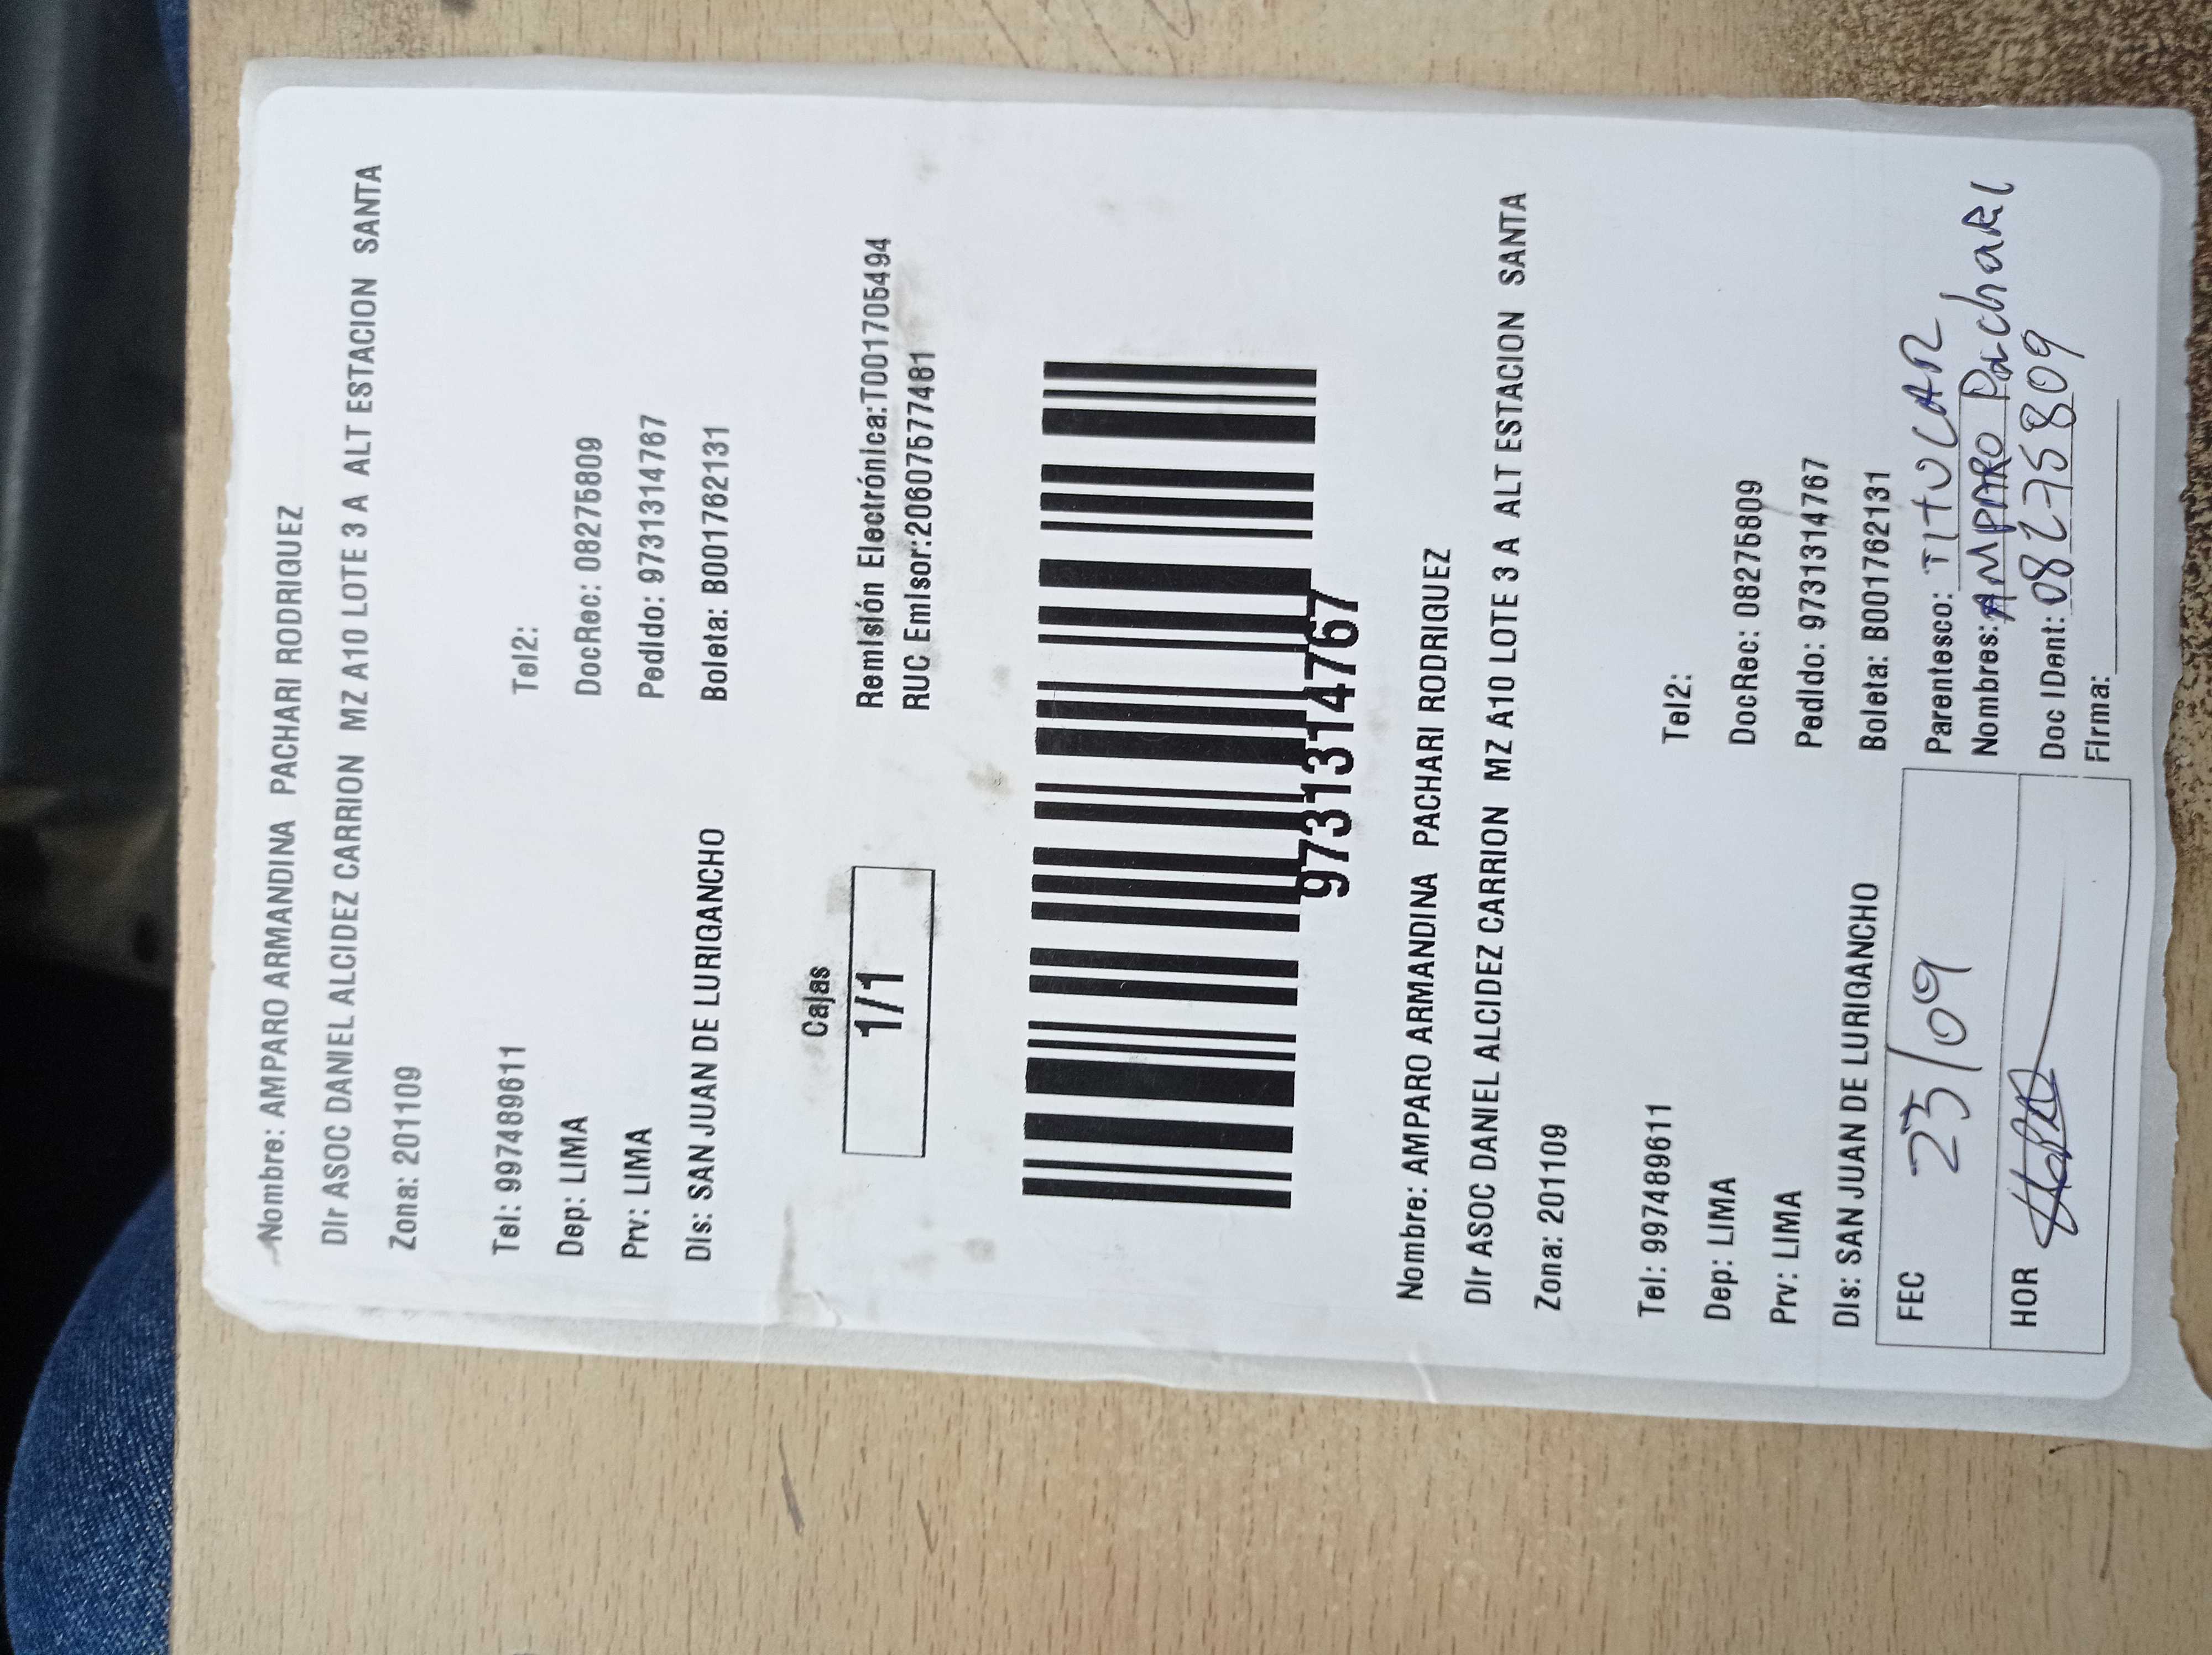 Nombre: AMPARO ARMANDINA PACHARI RODRIGUEZ
Dir ASOC DANIEL ALCIDEZ CARRION MZ A10 LOTE 3 A ALT ESTACION SANTA
Zona: 201109
Tel: 997489611 Tel2:
Dep: LIMA DocRec: 08275809
Prv: LIMA Pedido: 97313314767
Dis: SAN JUAN DE LURIGANCHO Boleta: B001762131
Cajas
1/1
Remisión Electrónica:T001705494
RUC Emisor:20607577481
97313314767
Nombre: AMPARO ARMANDINA PACHARI RODRIGUEZ
Dir ASOC DANIEL ALCIDEZ CARRION MZ A10 LOTE 3 A ALT ESTACION SANTA
Zona: 201109
Tel: 997489611 Tel2:
Dep: LIMA DocRec: 08275809
Prv: LIMA Pedido: 97313314767
Dis: SAN JUAN DE LURIGANCHO Boleta: B001762131
FEC 23/09 Parentesco: TITULAR
Nombres: AMPARO Pachari
HOR Doc IDent: 08275809
Firma: